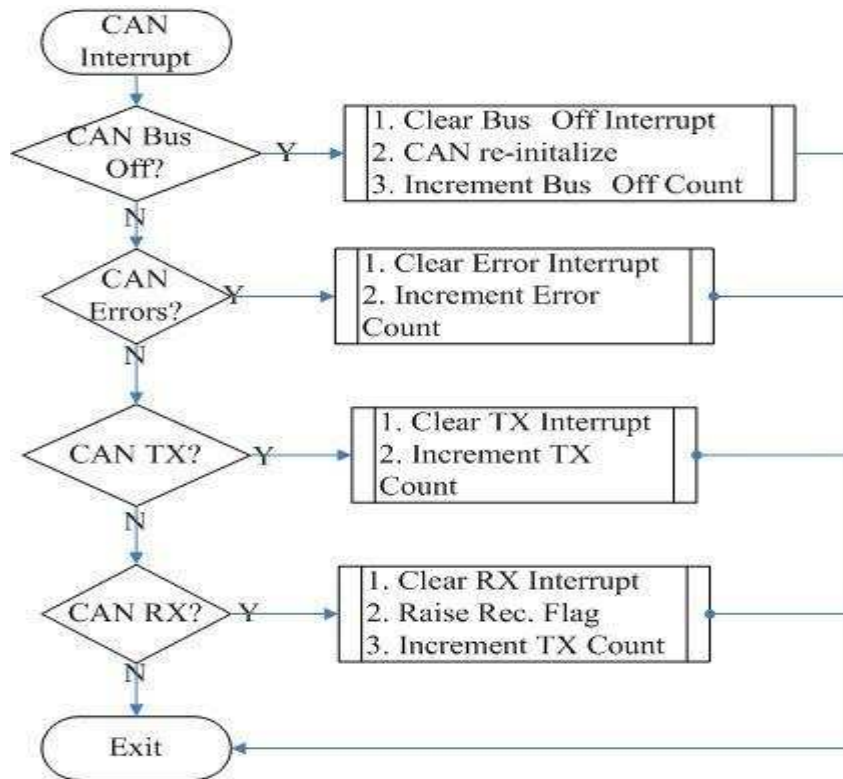 CAN
Interrupt
CAN Bus
Off?
Y
1. Clear Bus Off Interrupt
2. CAN re-initalize
3. Increment Bus Off Count
N
CAN
Errors?
Y
1. Clear Error Interrupt
2. Increment Error
Count
N
CAN TX?
Y
1. Clear TX Interrupt
2. Increment TX
Count
N
CAN RX?
Y
1. Clear RX Interrupt
2. Raise Rec. Flag
3. Increment TX Count
N
Exit